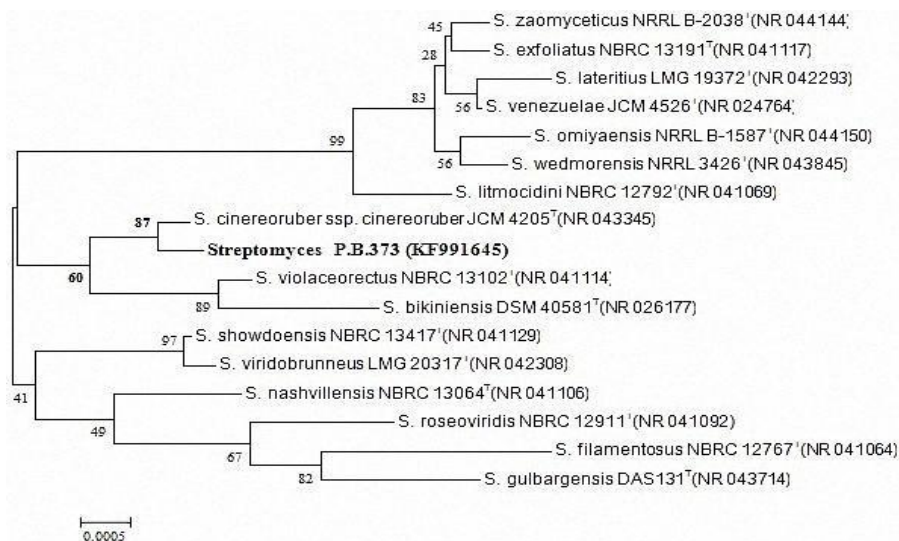 45
S. zaomyceticus NRRL B-2038ᵀ(NR 044144)
S. exfoliatus NBRC 13191ᵀ(NR 041117)
28
S. lateritius LMG 19372ᵀ(NR 042293)
83
56
S. venezuelae JCM 4526ᵀ(NR 024764)
S. omiyaensis NRRL B-1587ᵀ(NR 044150)
99
56
S. wedmorensis NRRL 3426ᵀ(NR 043845)
S. litmocidini NBRC 12792ᵀ(NR 041069)
87
S. cinereoruber ssp. cinereoruber JCM 4205ᵀ(NR 043345)
Streptomyces P.B.373 (KF991645)
60
S. violaceorectus NBRC 13102ᵀ(NR 041114)
89
S. bikiniensis DSM 40581ᵀ(NR 026177)
97
S. showdoensis NBRC 13417ᵀ(NR 041129)
S. viridobrunneus LMG 20317ᵀ(NR 042308)
41
S. nashvillensis NBRC 13064ᵀ(NR 041106)
49
S. roseoviridis NBRC 12911ᵀ(NR 041092)
67
S. filamentosus NBRC 12767ᵀ(NR 041064)
82
S. gulbargensis DAS131ᵀ(NR 043714)
0.0005